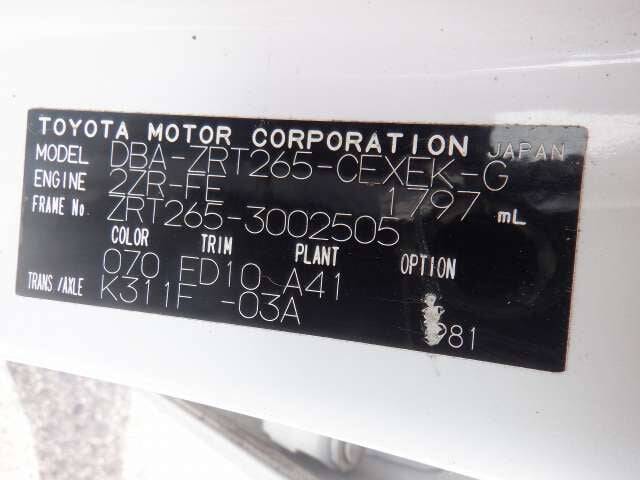 TOYOTA MOTOR CORPORATION JAPAN
MODEL DBA-ZRT265-CEXEK-G
ENGINE 2ZR-FE 1797 mL
FRAME No ZRT265-3002505
COLOR TRIM PLANT OPTION
070 ED10 A41
TRANS/AXLE K311F -03A
981